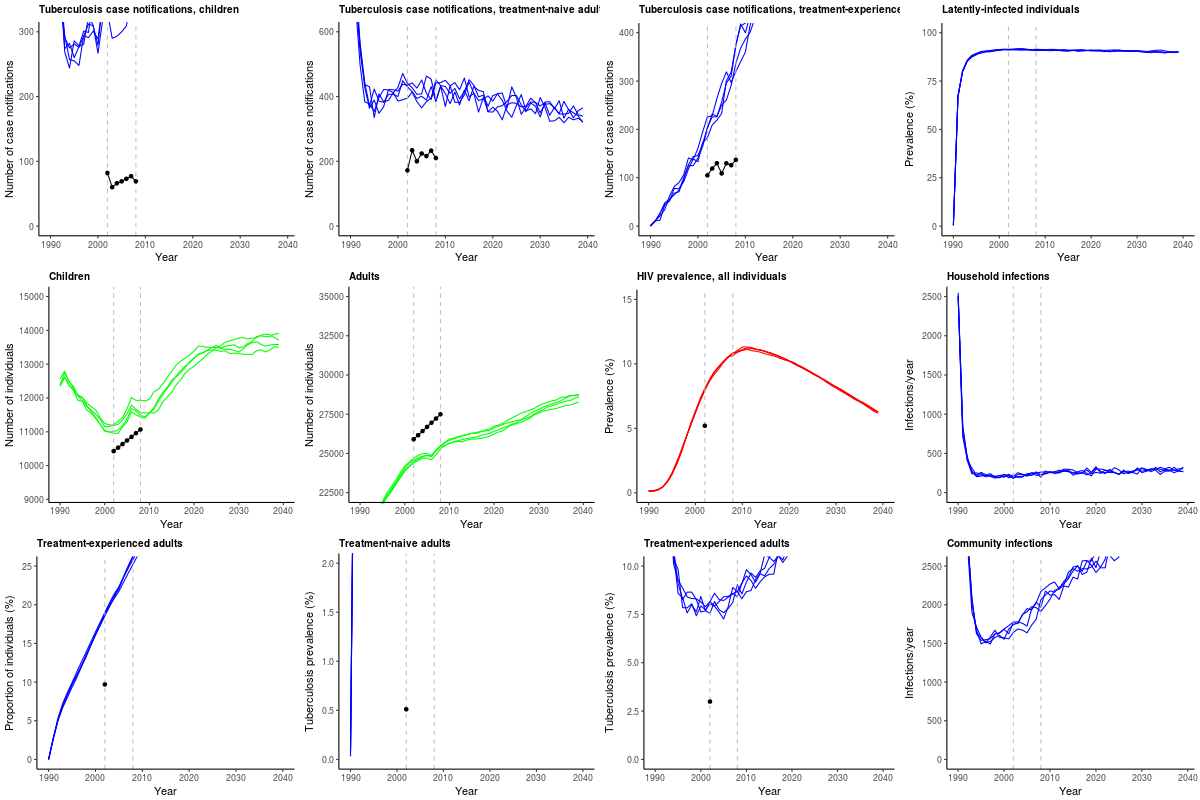 Tuberculosis case notifications, children
Number of case notifications
300
200
100
0
1990 2000 2010 2020 2030 2040
Year
Tuberculosis case notifications, treatment-naive adul
Number of case notifications
600
400
200
0
1990 2000 2010 2020 2030 2040
Year
Tuberculosis case notifications, treatment-experience
Number of case notifications
400
300
200
100
0
1990 2000 2010 2020 2030 2040
Year
Latently-infected individuals
Prevalence (%)
100
75
50
25
0
1990 2000 2010 2020 2030 2040
Year
Children
Number of individuals
15000
14000
13000
12000
11000
10000
9000
1990 2000 2010 2020 2030 2040
Year
Adults
Number of individuals
35000
32500
30000
27500
25000
22500
1990 2000 2010 2020 2030 2040
Year
HIV prevalence, all individuals
Prevalence (%)
15
10
5
0
1990 2000 2010 2020 2030 2040
Year
Household infections
Infections/year
2500
2000
1500
1000
500
0
1990 2000 2010 2020 2030 2040
Year
Treatment-experienced adults
Proportion of individuals (%)
25
20
15
10
5
0
1990 2000 2010 2020 2030 2040
Year
Treatment-naive adults
Tuberculosis prevalence (%)
2.0
1.5
1.0
0.5
0.0
1990 2000 2010 2020 2030 2040
Year
Treatment-experienced adults
Tuberculosis prevalence (%)
10.0
7.5
5.0
2.5
0.0
1990 2000 2010 2020 2030 2040
Year
Community infections
Infections/year
2500
2000
1500
1000
500
0
1990 2000 2010 2020 2030 2040
Year